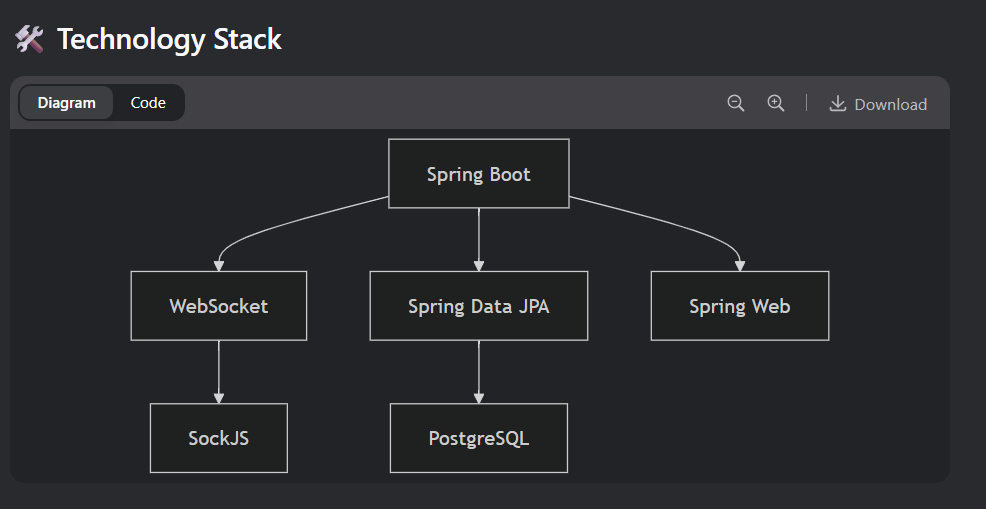 🛠️ Technology Stack
Diagram Code Download
Spring Boot
WebSocket Spring Data JPA Spring Web
SockJS PostgreSQL